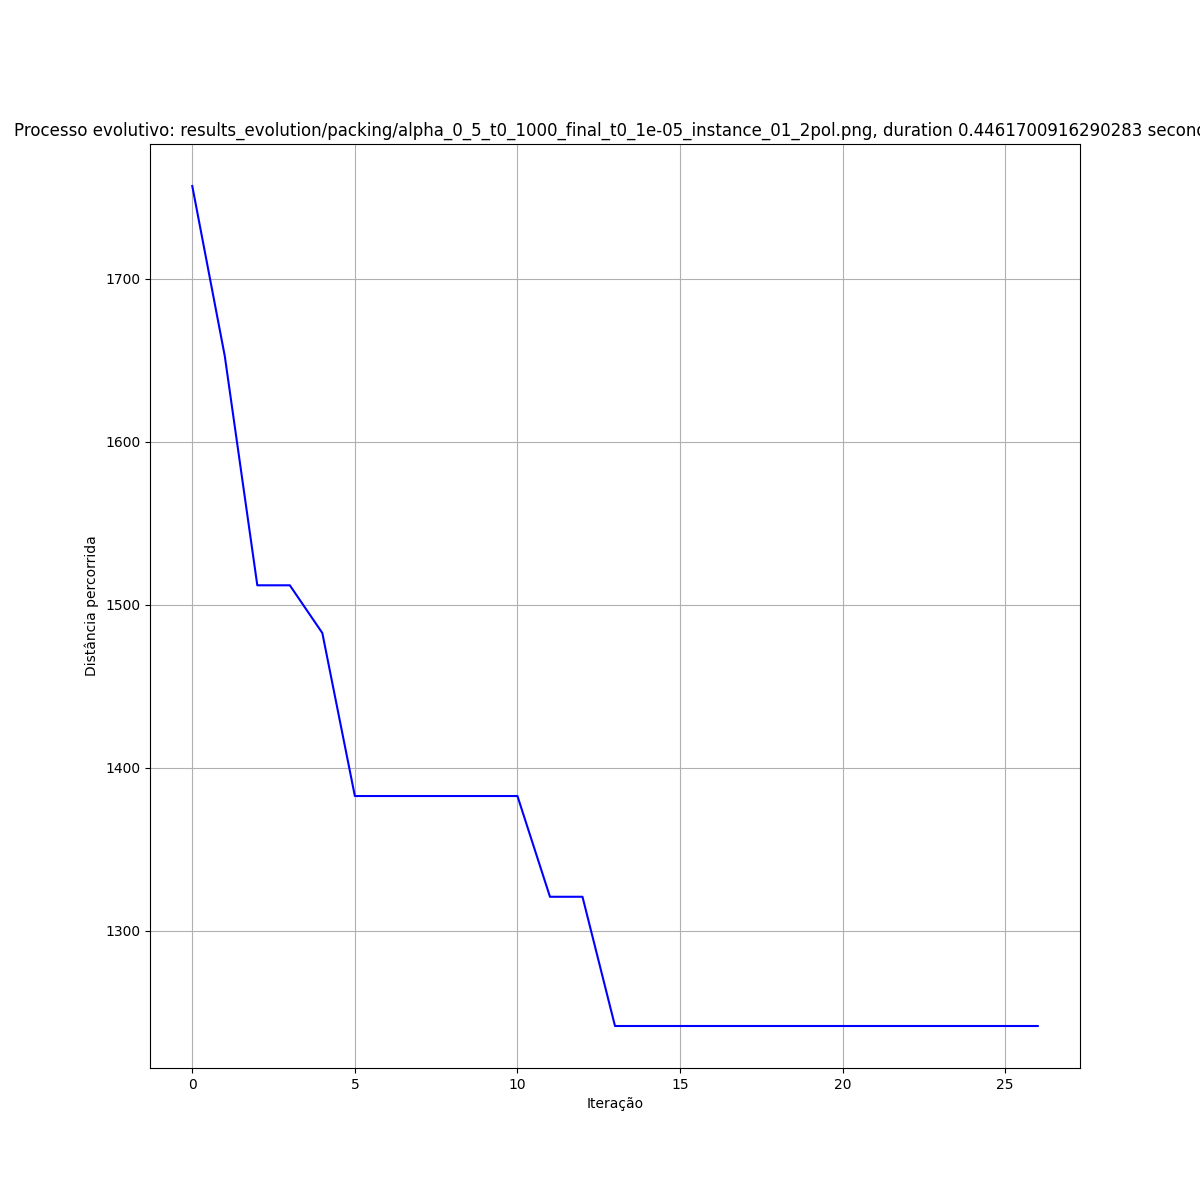 Processo evolutivo: results_evolution/packing/alpha_0_5_t0_1000_final_t0_1e-05_instance_01_2pol.png, duration 0.4461700916290283
1700
1600
1500
1400
1300
Distância percorrida
0 5 10 15 20 25
Iteração